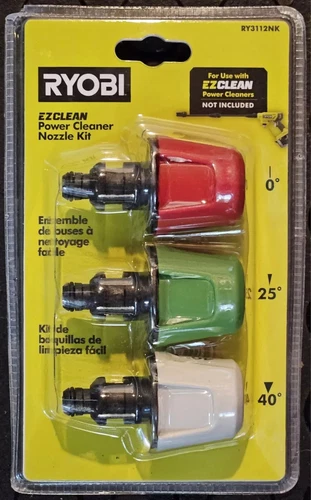 RY3112NK
RYOBI
For Use with
EZCLEAN
Power Cleaners
NOT INCLUDED
EZCLEAN
Power Cleaner
Nozzle Kit
0°
Ensemble
de buses à
nettoyage
facile
25°
Kit de
boquillas de
limpieza fácil
40°